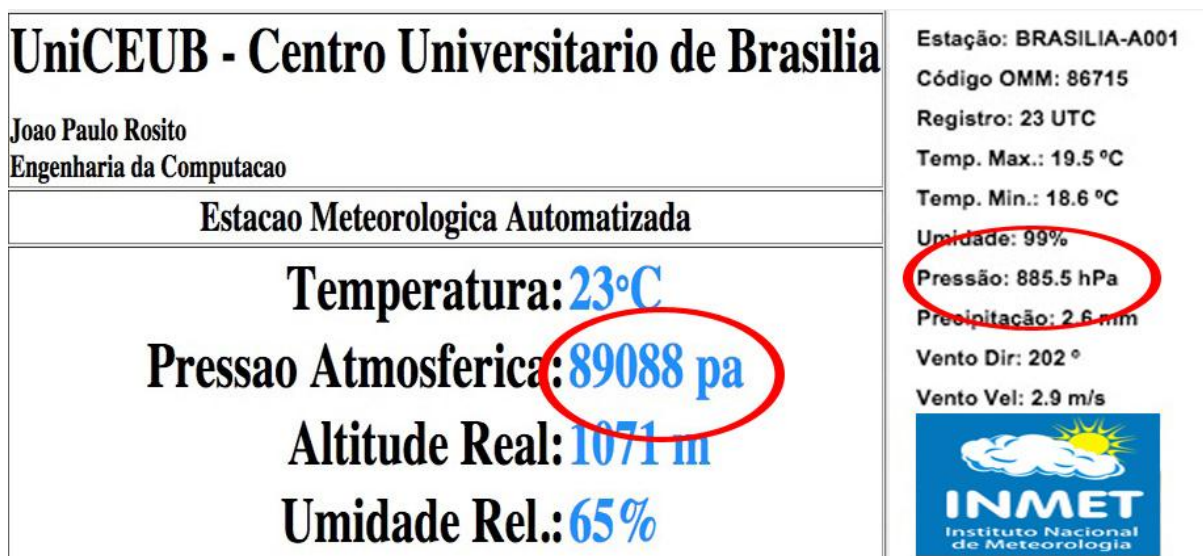 UniCEUB - Centro Universitario de Brasilia
Joao Paulo Rosito
Engenharia da Computacao
Estacao Meteorologica Automatizada
Temperatura: 23ºC
Pressao Atmosferica: 89088 pa
Altitude Real: 1071 m
Umidade Rel.: 65%
Estação: BRASILIA-A001
Código OMM: 86715
Registro: 23 UTC
Temp. Max.: 19.5 ºC
Temp. Min.: 18.6 ºC
Umidade: 99%
Pressão: 885.5 hPa
Precipitação: 2.6 mm
Vento Dir: 202 º
Vento Vel: 2.9 m/s
INMET
Instituto Nacional
de Meteorologia